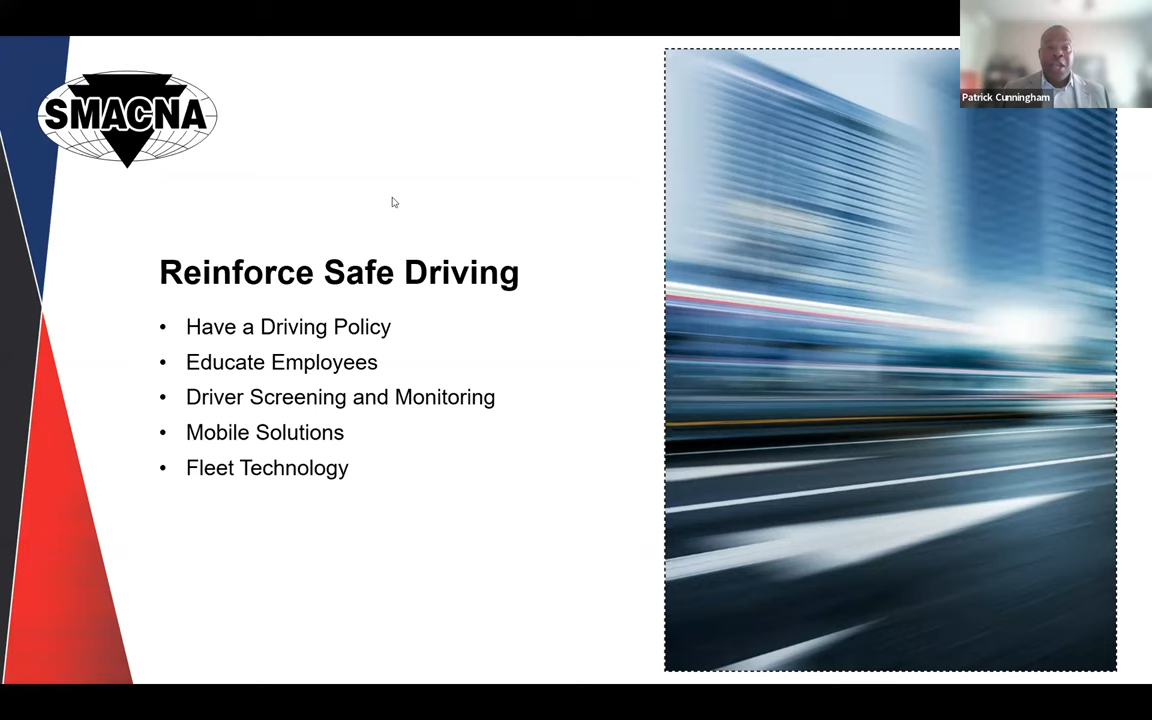 Patrick Cunningham
SMACNA
Reinforce Safe Driving
• Have a Driving Policy
• Educate Employees
• Driver Screening and Monitoring
• Mobile Solutions
• Fleet Technology